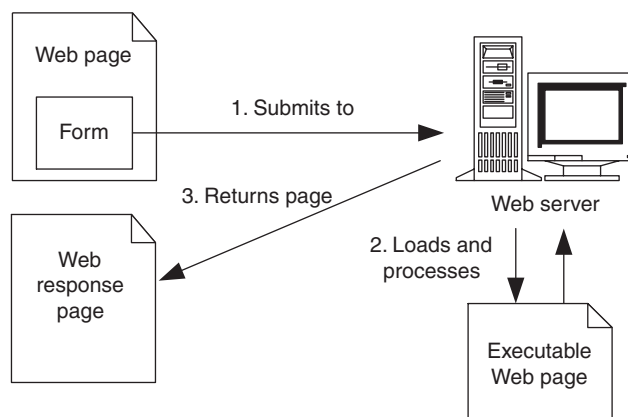 Web page
Form
1. Submits to
Web server
3. Returns page
2. Loads and
processes
Web
response
page
Executable
Web page